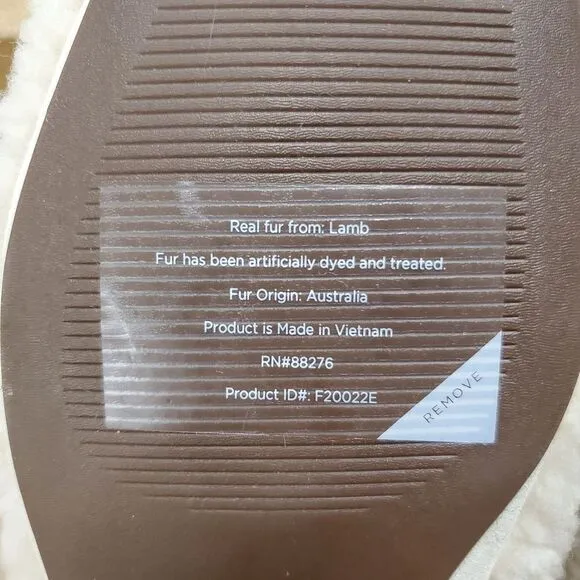 Real fur from: Lamb
Fur has been artificially dyed and treated.
Fur Origin: Australia
Product is Made in Vietnam
RN#88276
Product ID#: F20022E
REMOVE